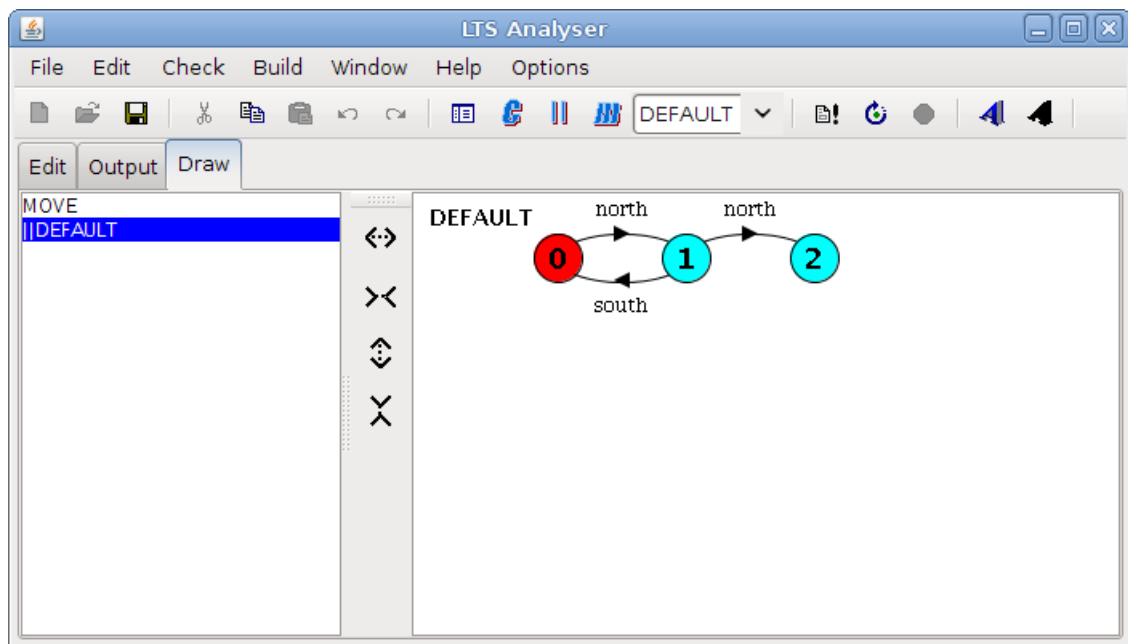 LTS Analyser
File Edit Check Build Window Help Options
DEFAULT
Edit Output Draw
MOVE
||DEFAULT
DEFAULT north north
0 1 2
south